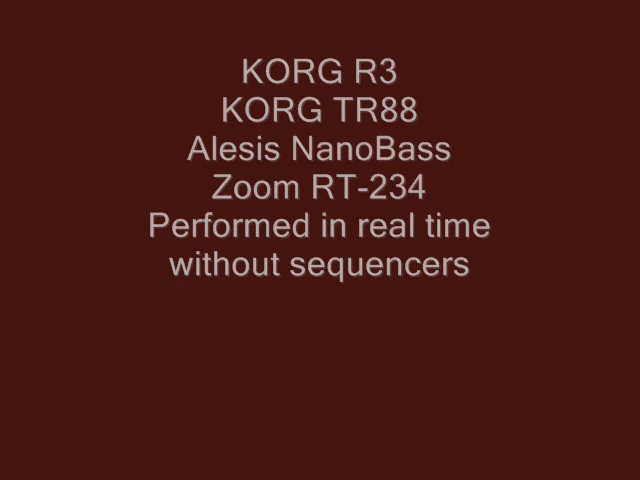 KORG R3
KORG TR88
Alesis NanoBass
Zoom RT-234
Performed in real time
without sequencers